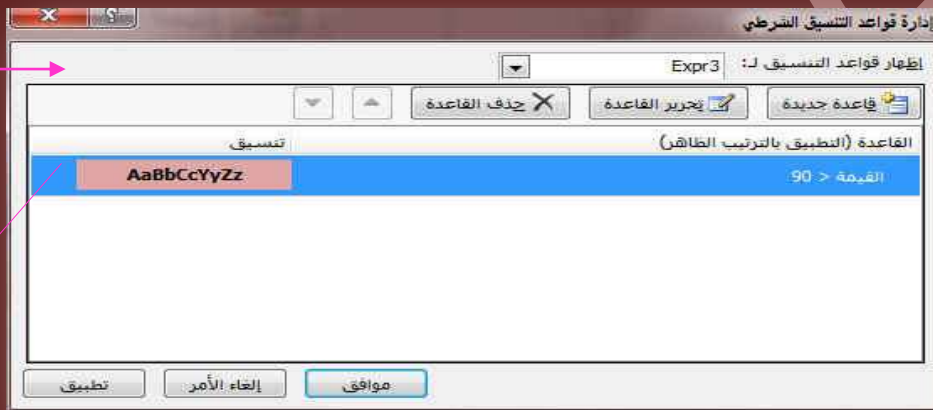 إدارة قواعد التنسيق الشرطي
إظهار قواعد التنسيق لـ: Expr3
قاعدة جديدة تحرير القاعدة حذف القاعدة
القاعدة (التطبيق بالترتيب الظاهر) تنسيق
القيمة < 90 AaBbCcYyZz
موافق إلغاء الأمر تطبيق